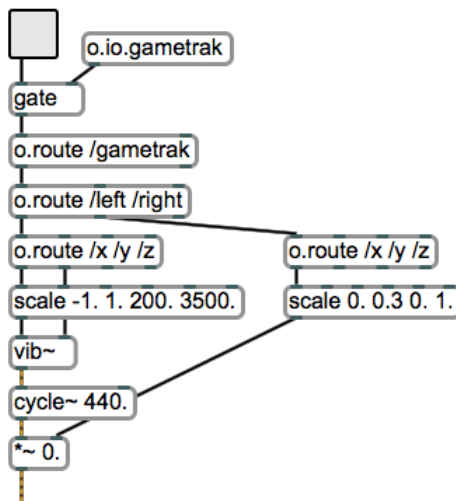 o.io.gametrak
gate
o.route /gametrak
o.route /left /right
o.route /x /y /z
o.route /x /y /z
scale -1. 1. 200. 3500.
scale 0. 0.3 0. 1.
vib~
cycle~ 440.
*~ 0.